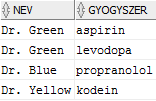 NEV GYOGYSZER
Dr. Green aspirin
Dr. Green levodopa
Dr. Blue propranolol
Dr. Yellow kodein